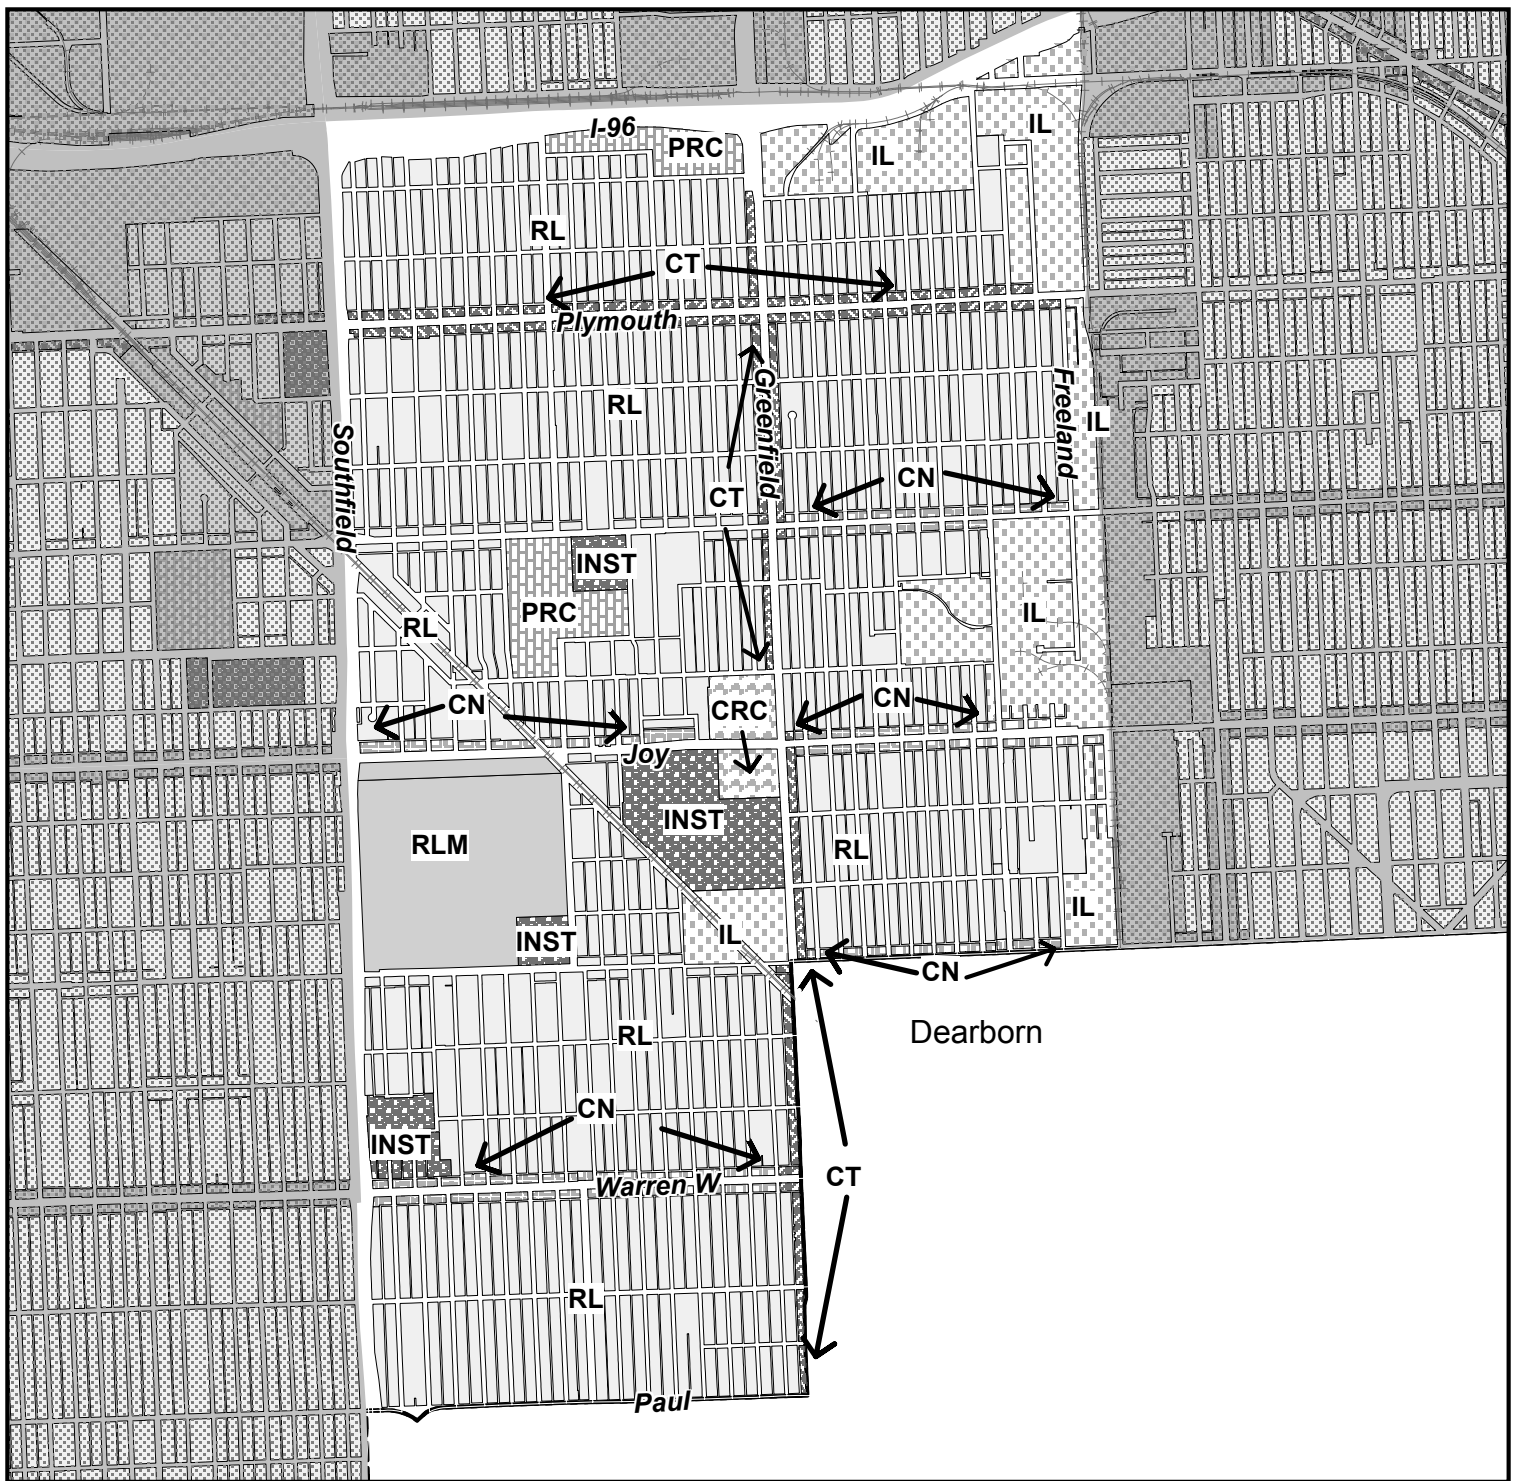 I-96
PRC
IL
IL
RL
CT
Plymouth
Greenfield
Freeland
RL
IL
Southfield
CT
CN
INST
PRC
RL
IL
CN
CRC
CN
Joy
INST
RLM
RL
INST
IL
IL
CN
RL
Dearborn
CN
INST
CT
Warren W
RL
Paul